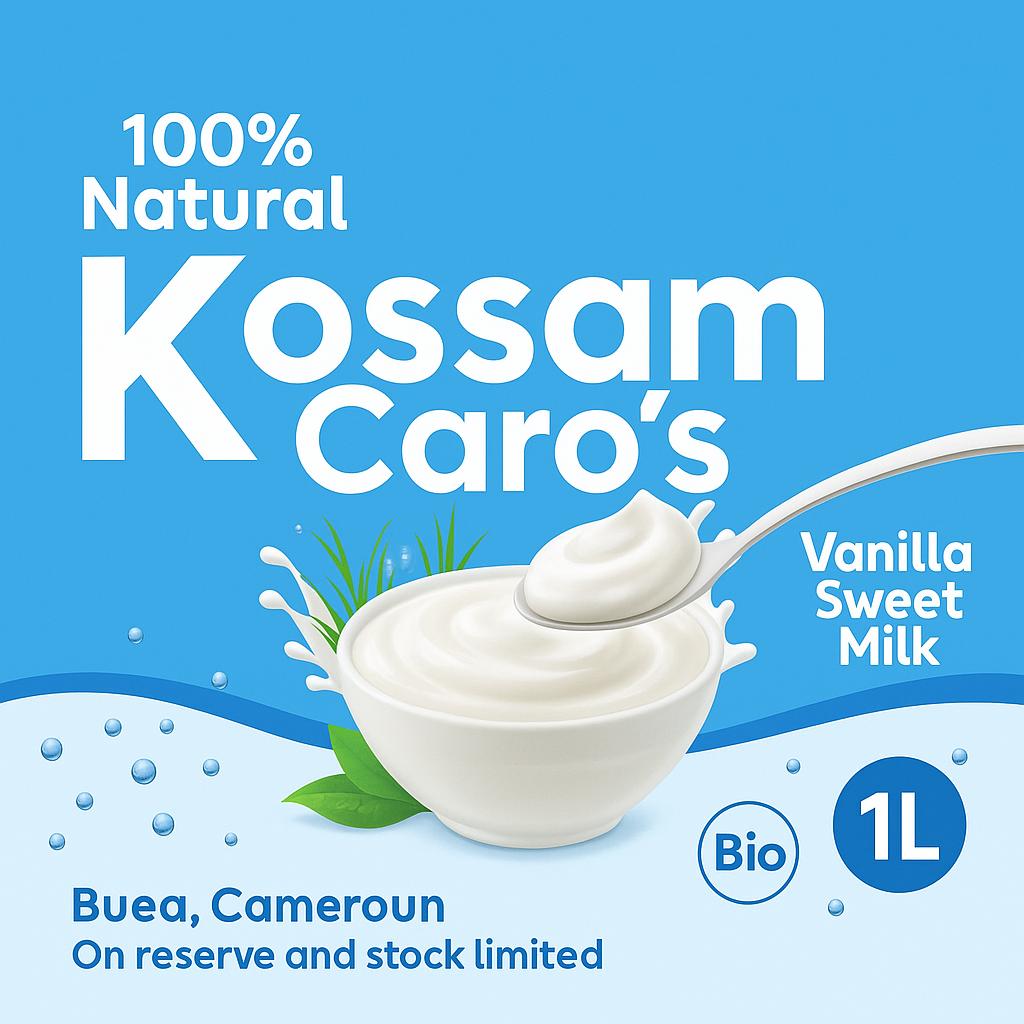 100%
Natural
Kossam
Caro's
Vanilla
Sweet
Milk
Bio
1L
Buea, Cameroun
On reserve and stock limited